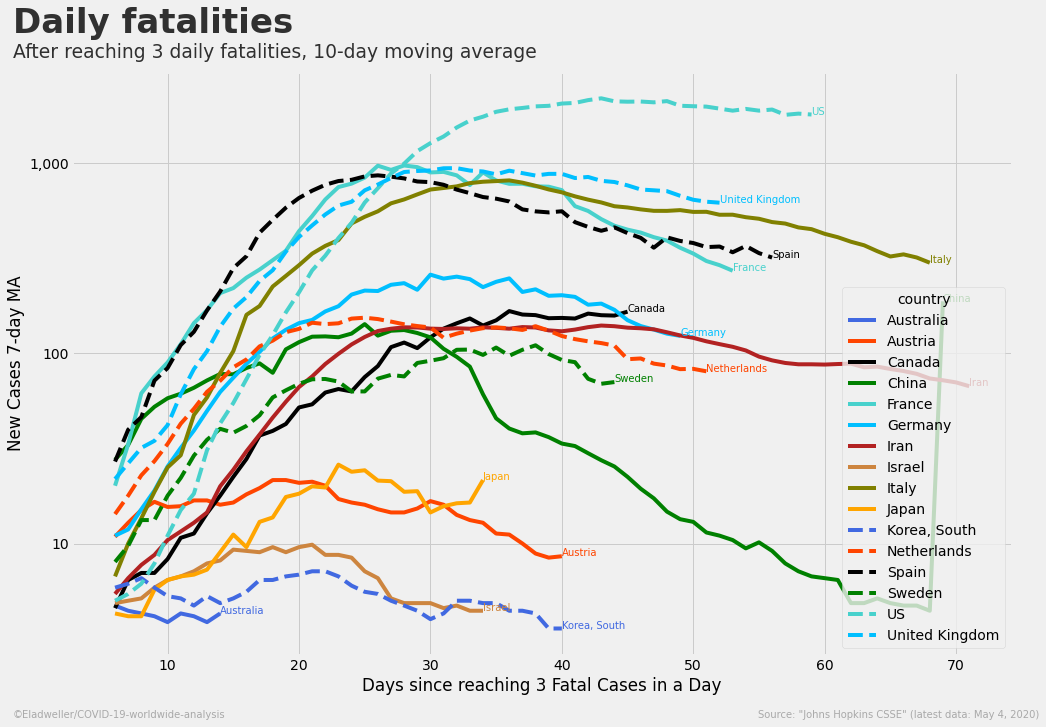 Daily fatalities
After reaching 3 daily fatalities, 10-day moving average
New Cases 7-day MA
1,000
100
10
US
United Kingdom
Italy
Spain
France
China
Canada
Germany
Sweden
Netherlands
Iran
Japan
Austria
Israel
Australia
Korea, South
country
Australia
Austria
Canada
China
France
Germany
Iran
Israel
Italy
Japan
Korea, South
Netherlands
Spain
Sweden
US
United Kingdom
10 20 30 40 50 60 70
Days since reaching 3 Fatal Cases in a Day
©Eladweller/COVID-19-worldwide-analysis
Source: "Johns Hopkins CSSE" (latest data: May 4, 2020)